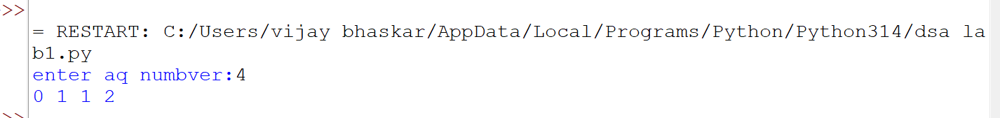 >>
= RESTART: C:/Users/vijay bhaskar/AppData/Local/Programs/Python/Python314/dsa la
b1.py
enter aq numbver:4
0 1 1 2
>>